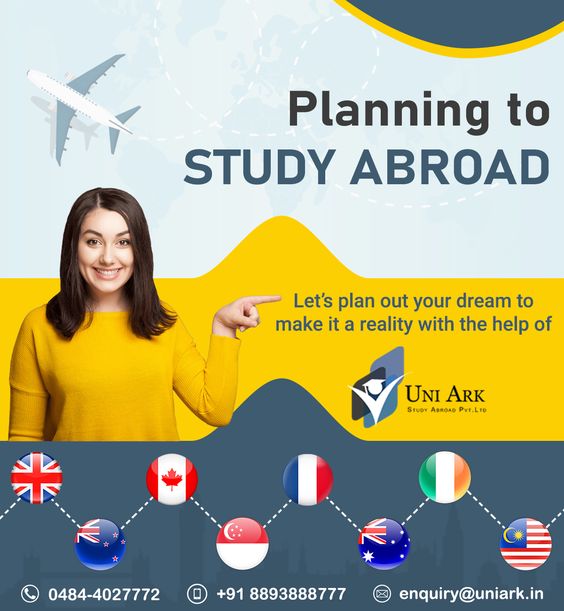 Planning to
STUDY ABROAD
Let's plan out your dream to
make it a reality with the help of
UNI ARK
STUDY ABROAD PVT.LTD
0484-4027772
+91 8893888777
enquiry@uniark.in